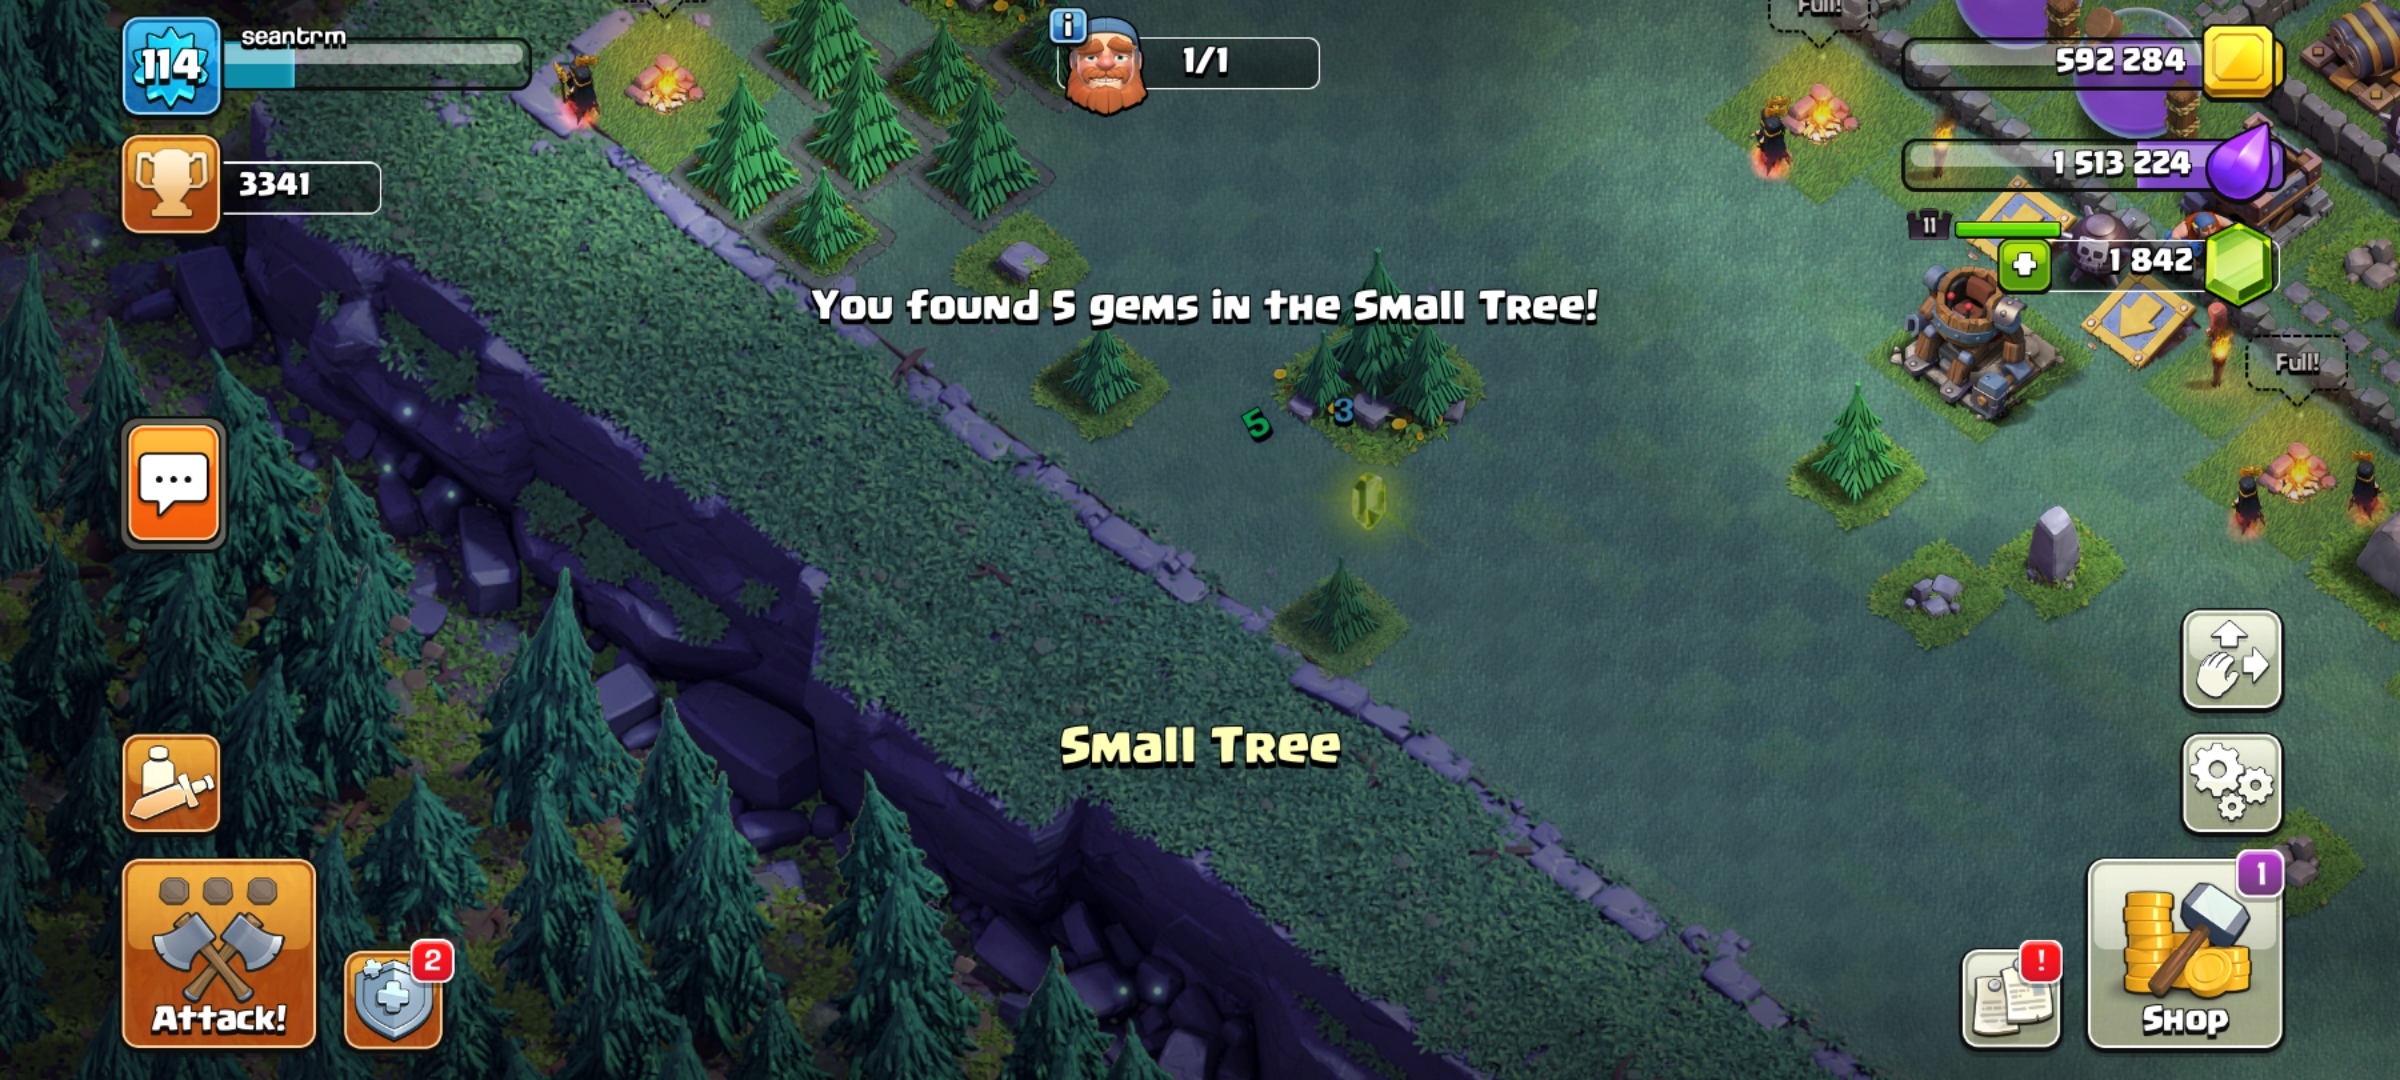 Full!
114
seantrm
i
1/1
592 284
3341
1 513 224
11
1 842
You found 5 gems in the Small Tree!
Full!
3
5
Small Tree
1
2
!
Attack!
Shop